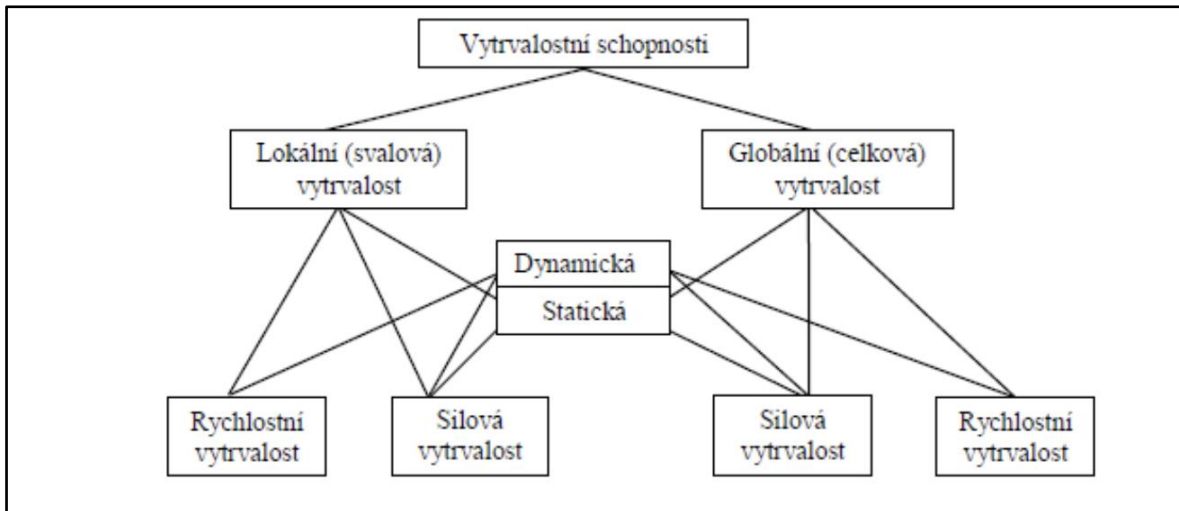 Vytrvalostní schopnosti
Lokální (svalová)
vytrvalost
Globální (celková)
vytrvalost
Dynamická
Statická
Rychlostní
vytrvalost
Silová
vytrvalost
Silová
vytrvalost
Rychlostní
vytrvalost